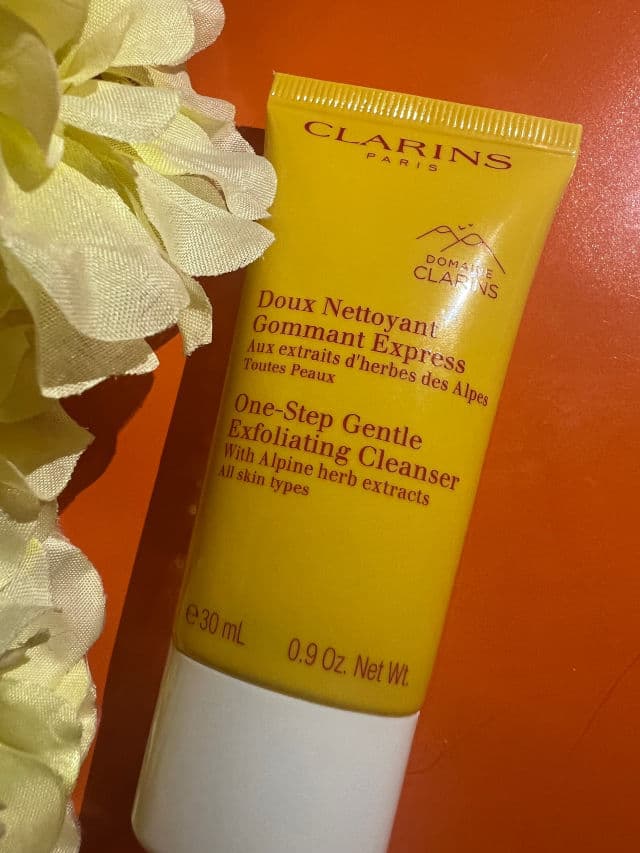 CLARINS
PARIS
DOMAINE
CLARINS
Doux Nettoyant
Gommant Express
Aux extraits d'herbes des Alpes
Toutes Peaux
One-Step Gentle
Exfoliating Cleanser
With Alpine herb extracts
All skin types
℮30 mL 0.9 Oz. Net Wt.